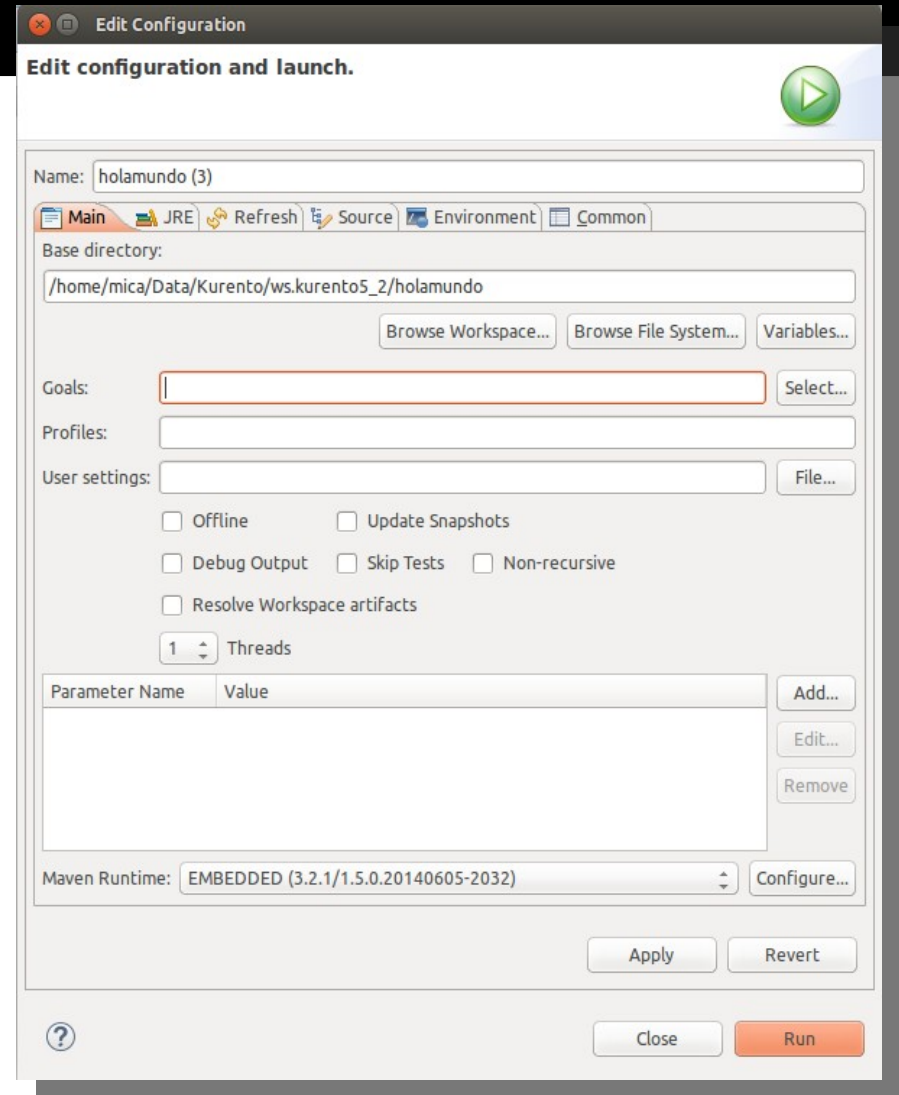 Edit Configuration
Edit configuration and launch.
Name: holamundo (3)
Main JRE Refresh Source Environment Common
Base directory:
/home/mica/Data/Kurento/ws.kurento5_2/holamundo
Browse Workspace... Browse File System... Variables...
Goals: Select...
Profiles:
User settings: File...
Offline Update Snapshots
Debug Output Skip Tests Non-recursive
Resolve Workspace artifacts
1 Threads
Parameter Name Value Add...
Edit...
Remove
Maven Runtime: EMBEDDED (3.2.1/1.5.0.20140605-2032) Configure...
Apply Revert
? Close Run